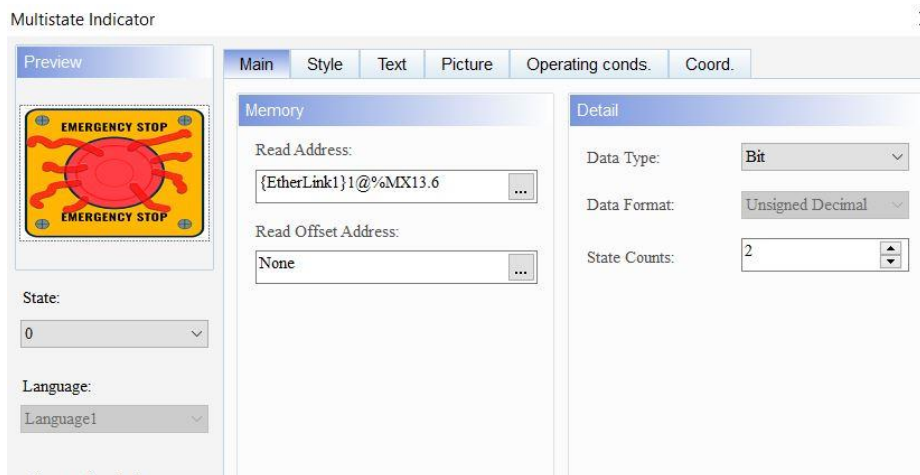 Multistate Indicator
Preview
EMERGENCY STOP
EMERGENCY STOP
State:
0
Language:
Language1
Main Style Text Picture Operating conds. Coord.
Memory
Read Address:
{EtherLink1}1@%MX13.6
...
Read Offset Address:
None
...
Detail
Data Type:
Bit
Data Format:
Unsigned Decimal
State Counts:
2